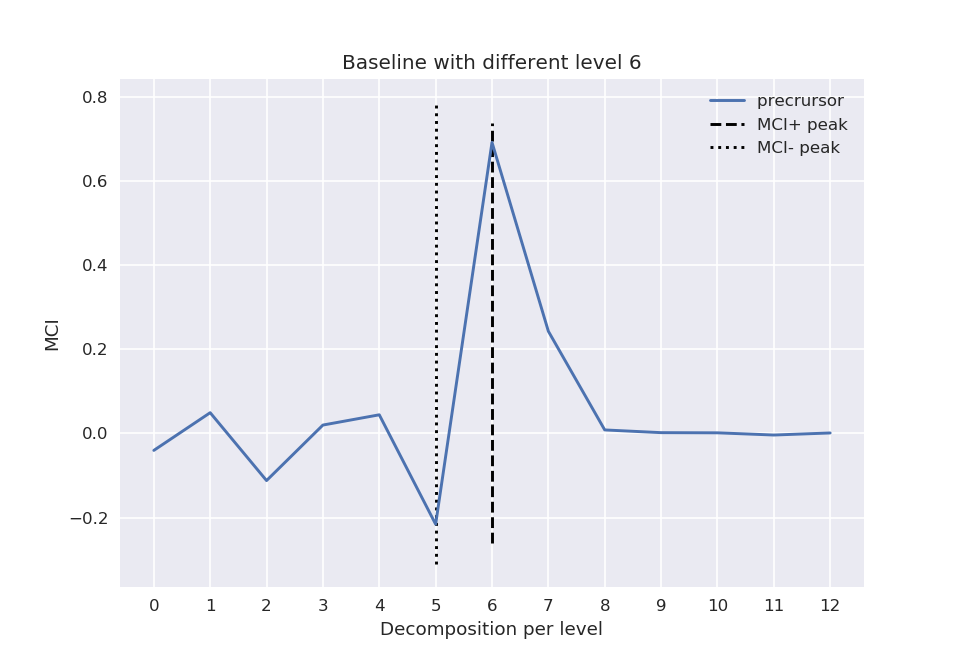 Baseline with different level 6
precrursor
MCI+ peak
MCI- peak
0.8
0.6
0.4
0.2
0.0
−0.2
MCI
0 1 2 3 4 5 6 7 8 9 10 11 12
Decomposition per level